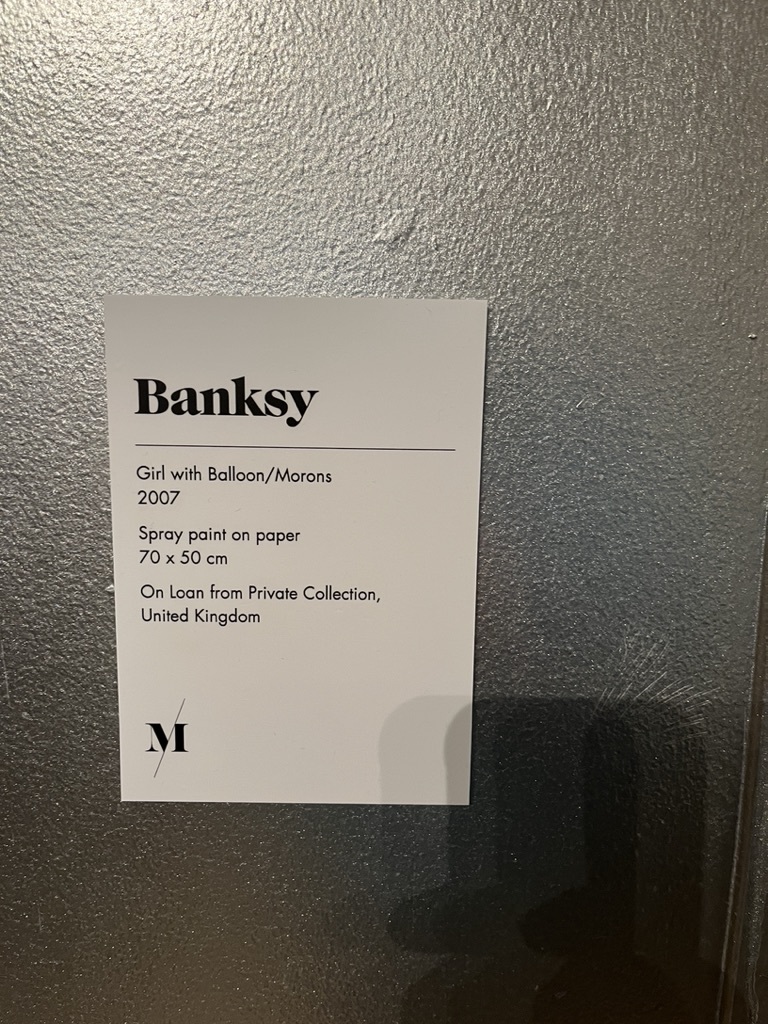 Banksy
Girl with Balloon/Morons
2007
Spray paint on paper
70 x 50 cm
On Loan from Private Collection,
United Kingdom
M